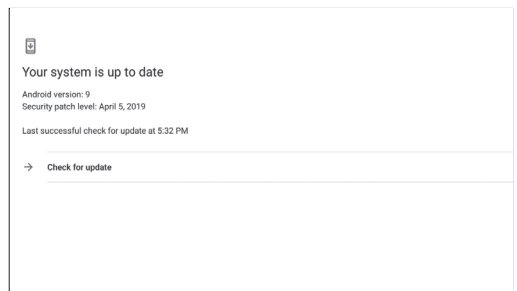 Your system is up to date
Android version: 9
Security patch level: April 5, 2019
Last successful check for update at 5:32 PM
Check for update